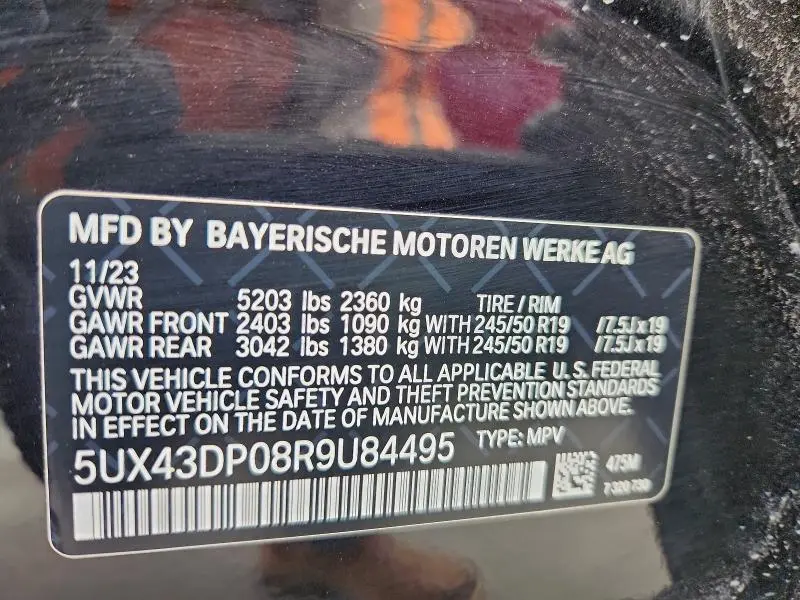 MFD BY BAYERISCHE MOTOREN WERKE AG
11/23
GVWR 5203 lbs 2360 kg TIRE / RIM
GAWR FRONT 2403 lbs 1090 kg WITH 245/50 R19 /7.5J x 19
GAWR REAR 3042 lbs 1380 kg WITH 245/50 R19 /7.5J x 19
THIS VEHICLE CONFORMS TO ALL APPLICABLE U.S. FEDERAL
MOTOR VEHICLE SAFETY AND THEFT PREVENTION STANDARDS
IN EFFECT ON THE DATE OF MANUFACTURE SHOWN ABOVE.
5UX43DP08R9U84495 TYPE: MPV
475M
7 320 730